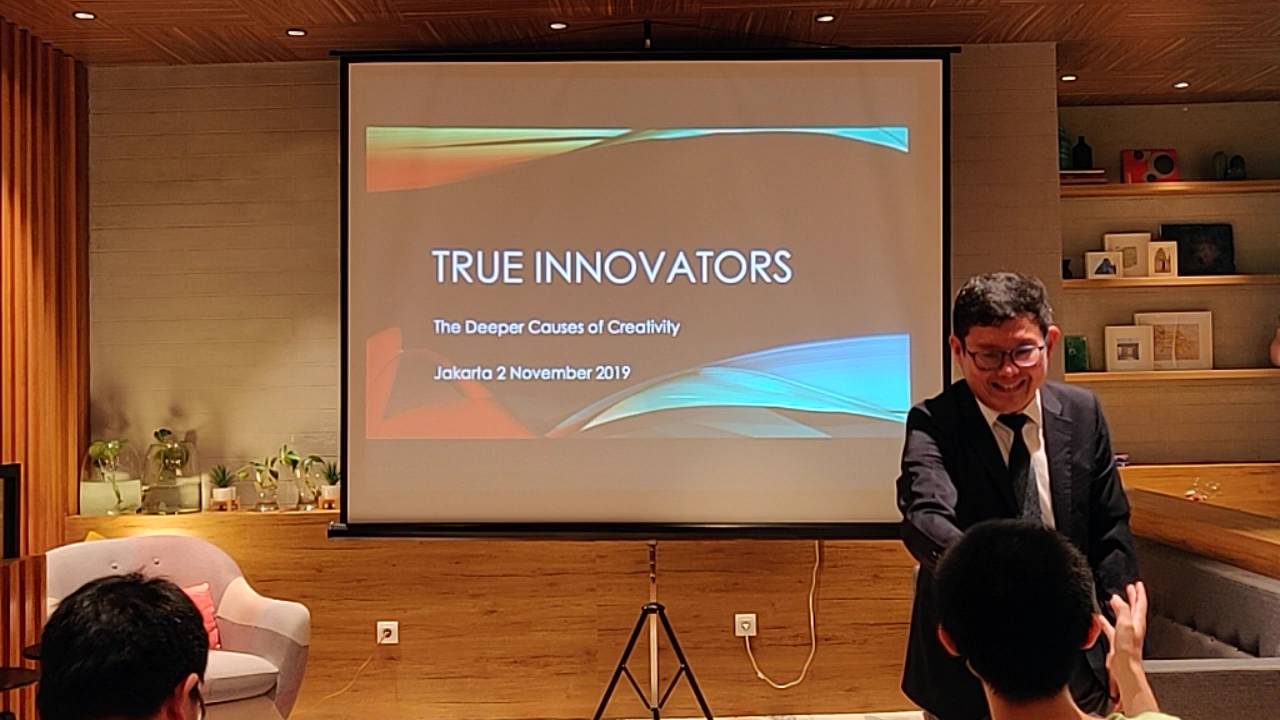 TRUE INNOVATORS
The Deeper Causes of Creativity
Jakarta 2 November 2019